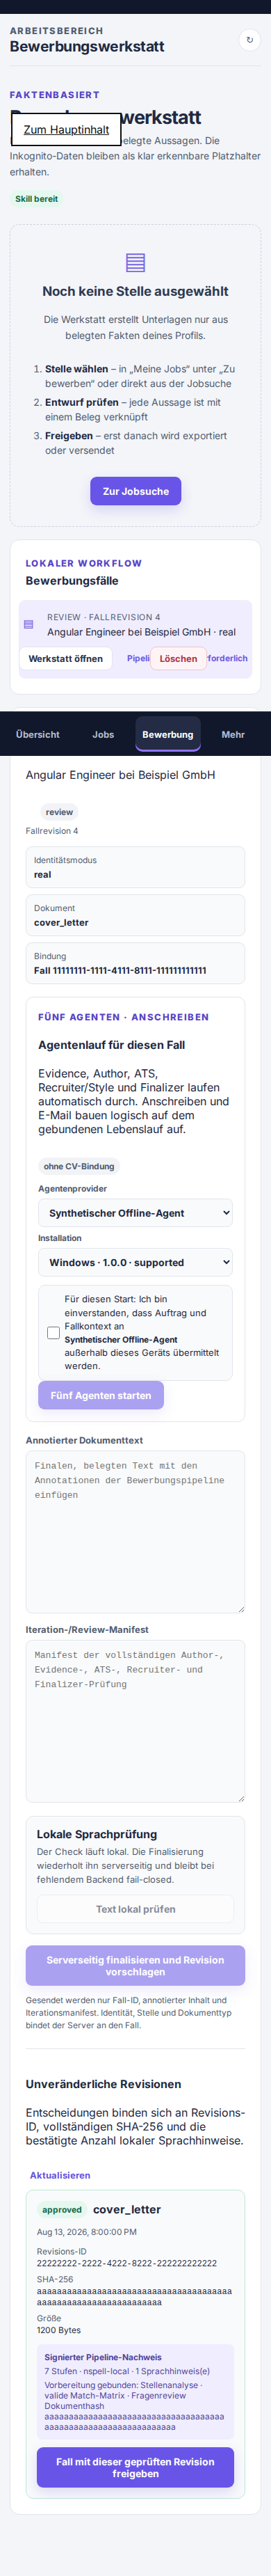 ARBEITSBEREICH
Bewerbungswerkstatt
↻
FAKTENBASIERT
Zum Hauptinhalt
belegte Aussagen. Die
Inkognito-Daten bleiben als klar erkennbare Platzhalter
erhalten.
Skill bereit
Noch keine Stelle ausgewählt
Die Werkstatt erstellt Unterlagen nur aus
belegten Fakten deines Profils.
1. Stelle wählen – in „Meine Jobs“ unter „Zu
bewerben“ oder direkt aus der Jobsuche
2. Entwurf prüfen – jede Aussage ist mit
einem Beleg verknüpft
3. Freigeben – erst danach wird exportiert
oder versendet
Zur Jobsuche
LOKALER WORKFLOW
Bewerbungsfälle
REVIEW · FALLREVISION 4
Angular Engineer bei Beispiel GmbH · real
Werkstatt öffnen
Löschen
Übersicht
Jobs
Bewerbung
Mehr
Angular Engineer bei Beispiel GmbH
review
Fallrevision 4
Identitätsmodus
real
Dokument
cover_letter
Bindung
Fall 11111111-1111-4111-8111-111111111111
FÜNF AGENTEN · ANSCHREIBEN
Agentenlauf für diesen Fall
Evidence, Author, ATS,
Recruiter/Style und Finalizer laufen
automatisch durch. Anschreiben und
E-Mail bauen logisch auf dem
gebundenen Lebenslauf auf.
ohne CV-Bindung
Agentenprovider
Synthetischer Offline-Agent
Installation
Windows · 1.0.0 · supported
Für diesen Start: Ich bin
einverstanden, dass Auftrag und
Fallkontext an
Synthetischer Offline-Agent
außerhalb dieses Geräts übermittelt
werden.
Fünf Agenten starten
Annotierter Dokumenttext
Finalen, belegten Text mit den
Annotationen der Bewerbungspipeline
einfügen
Iteration-/Review-Manifest
Manifest der vollständigen Author-,
Evidence-, ATS-, Recruiter- und
Finalizer-Prüfung
Lokale Sprachprüfung
Der Check läuft lokal. Die Finalisierung
wiederholt ihn serverseitig und bleibt bei
fehlendem Backend fail-closed.
Text lokal prüfen
Serverseitig finalisieren und Revision
vorschlagen
Gesendet werden nur Fall-ID, annotierter Inhalt und
Iterationsmanifest. Identität, Stelle und Dokumenttyp
bindet der Server an den Fall.
Unveränderliche Revisionen
Entscheidungen binden sich an Revisions-
ID, vollständigen SHA-256 und die
bestätigte Anzahl lokaler Sprachhinweise.
Aktualisieren
approved cover_letter
Aug 13, 2026, 8:00:00 PM
Revisions-ID
22222222-2222-4222-8222-222222222222
SHA-256
Größe
1200 Bytes
Signierter Pipeline-Nachweis
7 Stufen · nspell-local · 1 Sprachhinweis(e)
Vorbereitung gebunden: Stellenanalyse ·
valide Match-Matrix · Fragenreview
Dokumenthash
Fall mit dieser geprüften Revision
freigeben